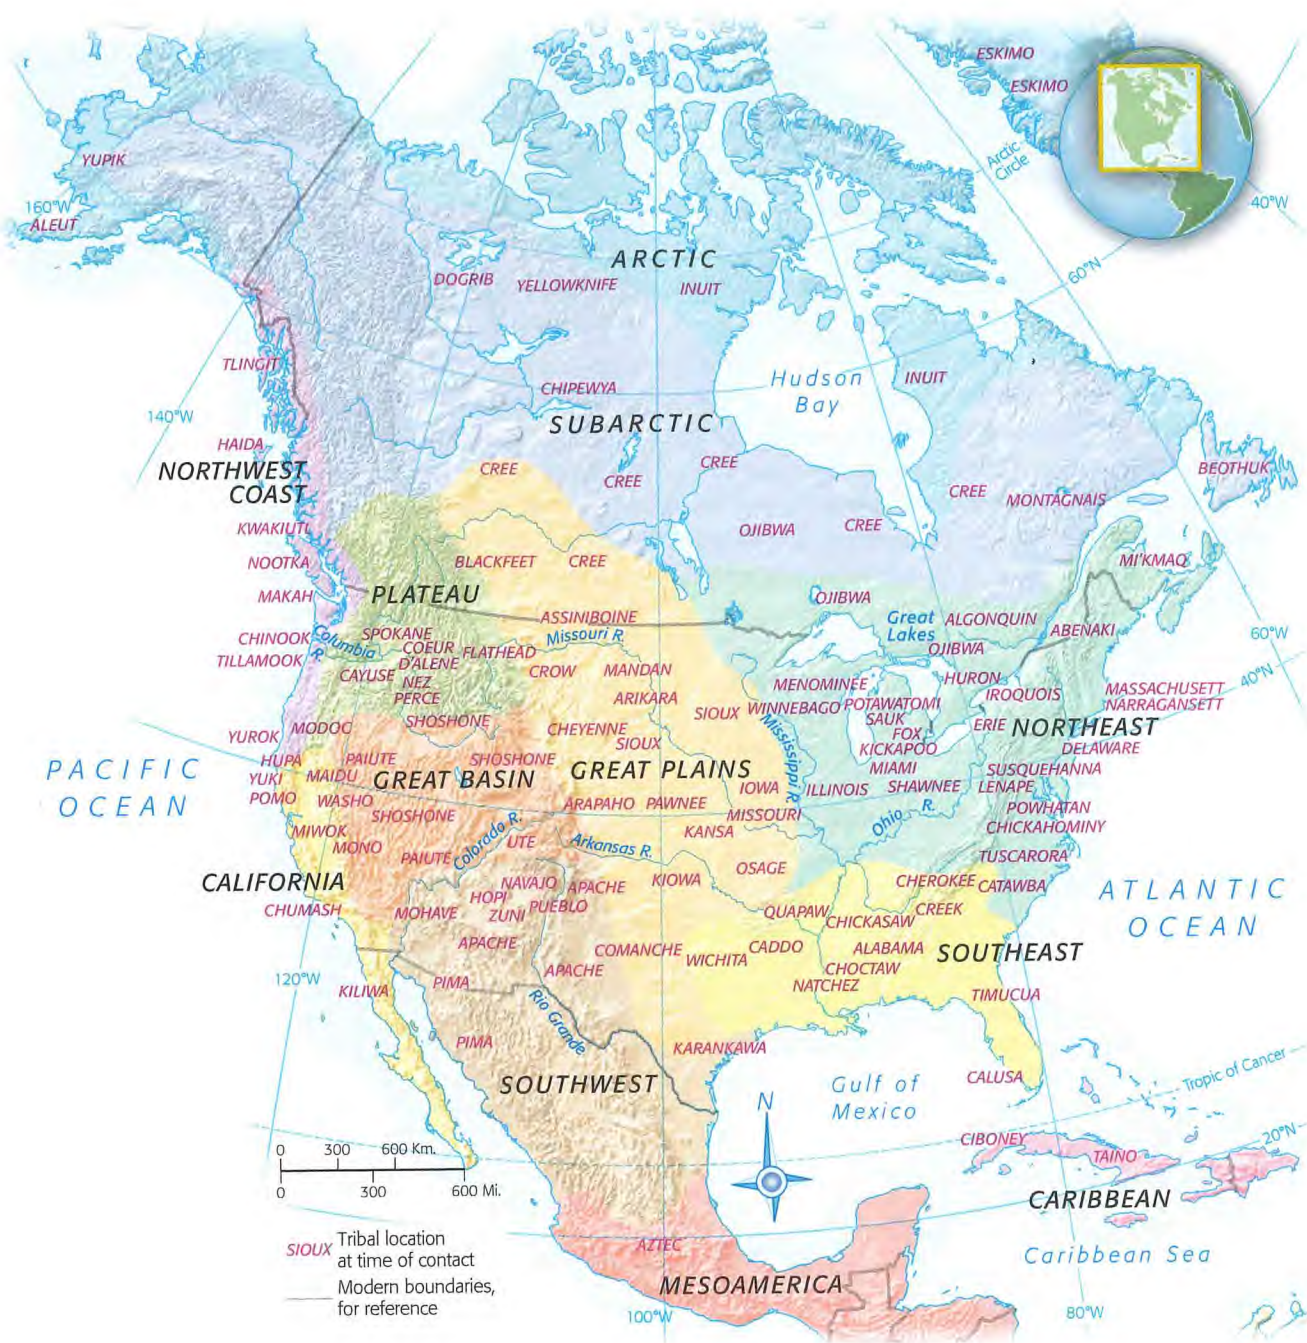 ESKIMO
ESKIMO
Arctic
Circle
YUPIK
160°W
ALEUT
40°W
ARCTIC
60°N
DOGRIB
YELLOWKNIFE
INUIT
TLINGIT
CHIPEWYA
Hudson
Bay
INUIT
140°W
SUBARCTIC
HAIDA
NORTHWEST
COAST
CREE
CREE
CREE
CREE
MONTAGNAIS
BEOTHUK
KWAKIUTL
OJIBWA
CREE
NOOTKA
BLACKFEET
CREE
MI'KMAQ
MAKAH
PLATEAU
OJIBWA
ASSINIBOINE
Great
Lakes
ALGONQUIN
ABENAKI
60°W
CHINOOK
Columbia
R.
SPOKANE
COEUR
D'ALENE
FLATHEAD
Missouri R.
OJIBWA
TILLAMOOK
CAYUSE
NEZ
PERCE
CROW
MANDAN
MENOMINEE
HURON
IROQUOIS
40°N
MASSACHUSETT
NARRAGANSETT
ARIKARA
SIOUX
WINNEBAGO
POTAWATOMI
SAUK
FOX
KICKAPOO
ERIE
NORTHEAST
YUROK
MODOC
SHOSHONE
CHEYENNE
SIOUX
Mississippi R.
DELAWARE
PACIFIC
OCEAN
HUPA
YUKI
POMO
PAIUTE
MAIDU
SHOSHONE
GREAT BASIN
GREAT PLAINS
MIAMI
SUSQUEHANNA
LENAPE
IOWA
ILLINOIS
SHAWNEE
WASHO
SHOSHONE
ARAPAHO
PAWNEE
MISSOURI
Ohio
R.
POWHATAN
CHICKAHOMINY
MIWOK
MONO
Colorada R.
UTE
Arkansas R.
KANSA
TUSCARORA
PAIUTE
OSAGE
CALIFORNIA
NAVAJO
HOPI
APACHE
KIOWA
CHEROKEE
CATAWBA
ATLANTIC
OCEAN
CHUMASH
MOHAVE
ZUNI
PUEBLO
QUAPAW
CHICKASAW
CREEK
APACHE
COMANCHE
WICHITA
CADDO
ALABAMA
SOUTHEAST
APACHE
CHOCTAW
120°W
KILIWA
PIMA
NATCHEZ
TIMUCUA
Rio Grande
PIMA
KARANKAWA
SOUTHWEST
Gulf of
Mexico
CALUSA
Tropic of Cancer
N
CIBONEY
TAINO
20°N
0 300 600 Km.
0 300 600 Mi.
CARIBBEAN
SIOUX
Tribal location
at time of contact
Modern boundaries,
for reference
AZTEC
MESOAMERICA
Caribbean Sea
100°W
80°W